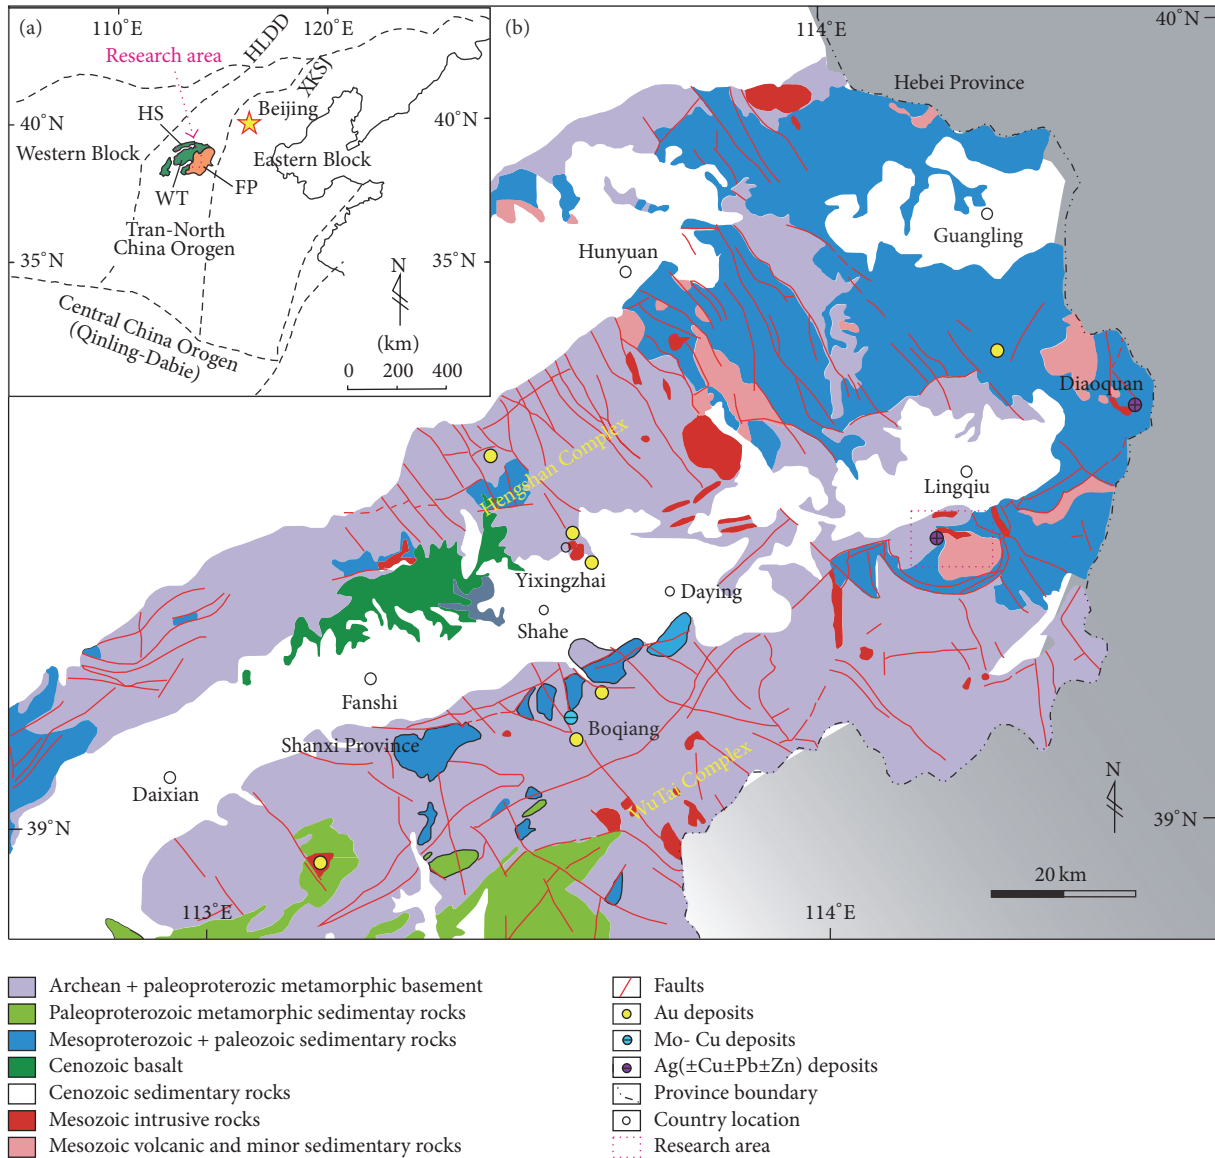 (a)
110°E
120°E
HLDD
XKSJ
Research area
HS
Beijing
40°N
40°N
Western Block
Eastern Block
WT
FP
Tran-North
China Orogen
35°N
35°N
N
Central China Orogen
(Qinling-Dabie)
(km)
0 200 400
(b)
114°E
40°N
Hebei Province
Guangling
Hunyuan
Diaoquan
Hengshan Complex
Lingqiu
Yixingzhai
Daying
Shahe
Fanshi
Boqiang
Shanxi Province
WuTai Complex
Daixian
N
39°N
39°N
20 km
113°E
114°E
Archean + paleoproterozic metamorphic basement
Paleoproterozoic metamorphic sedimentay rocks
Mesoproterozoic + paleozoic sedimentary rocks
Cenozoic basalt
Cenozoic sedimentary rocks
Mesozoic intrusive rocks
Mesozoic volcanic and minor sedimentary rocks
Faults
Au deposits
Mo- Cu deposits
Ag(±Cu±Pb±Zn) deposits
Province boundary
Country location
Research area